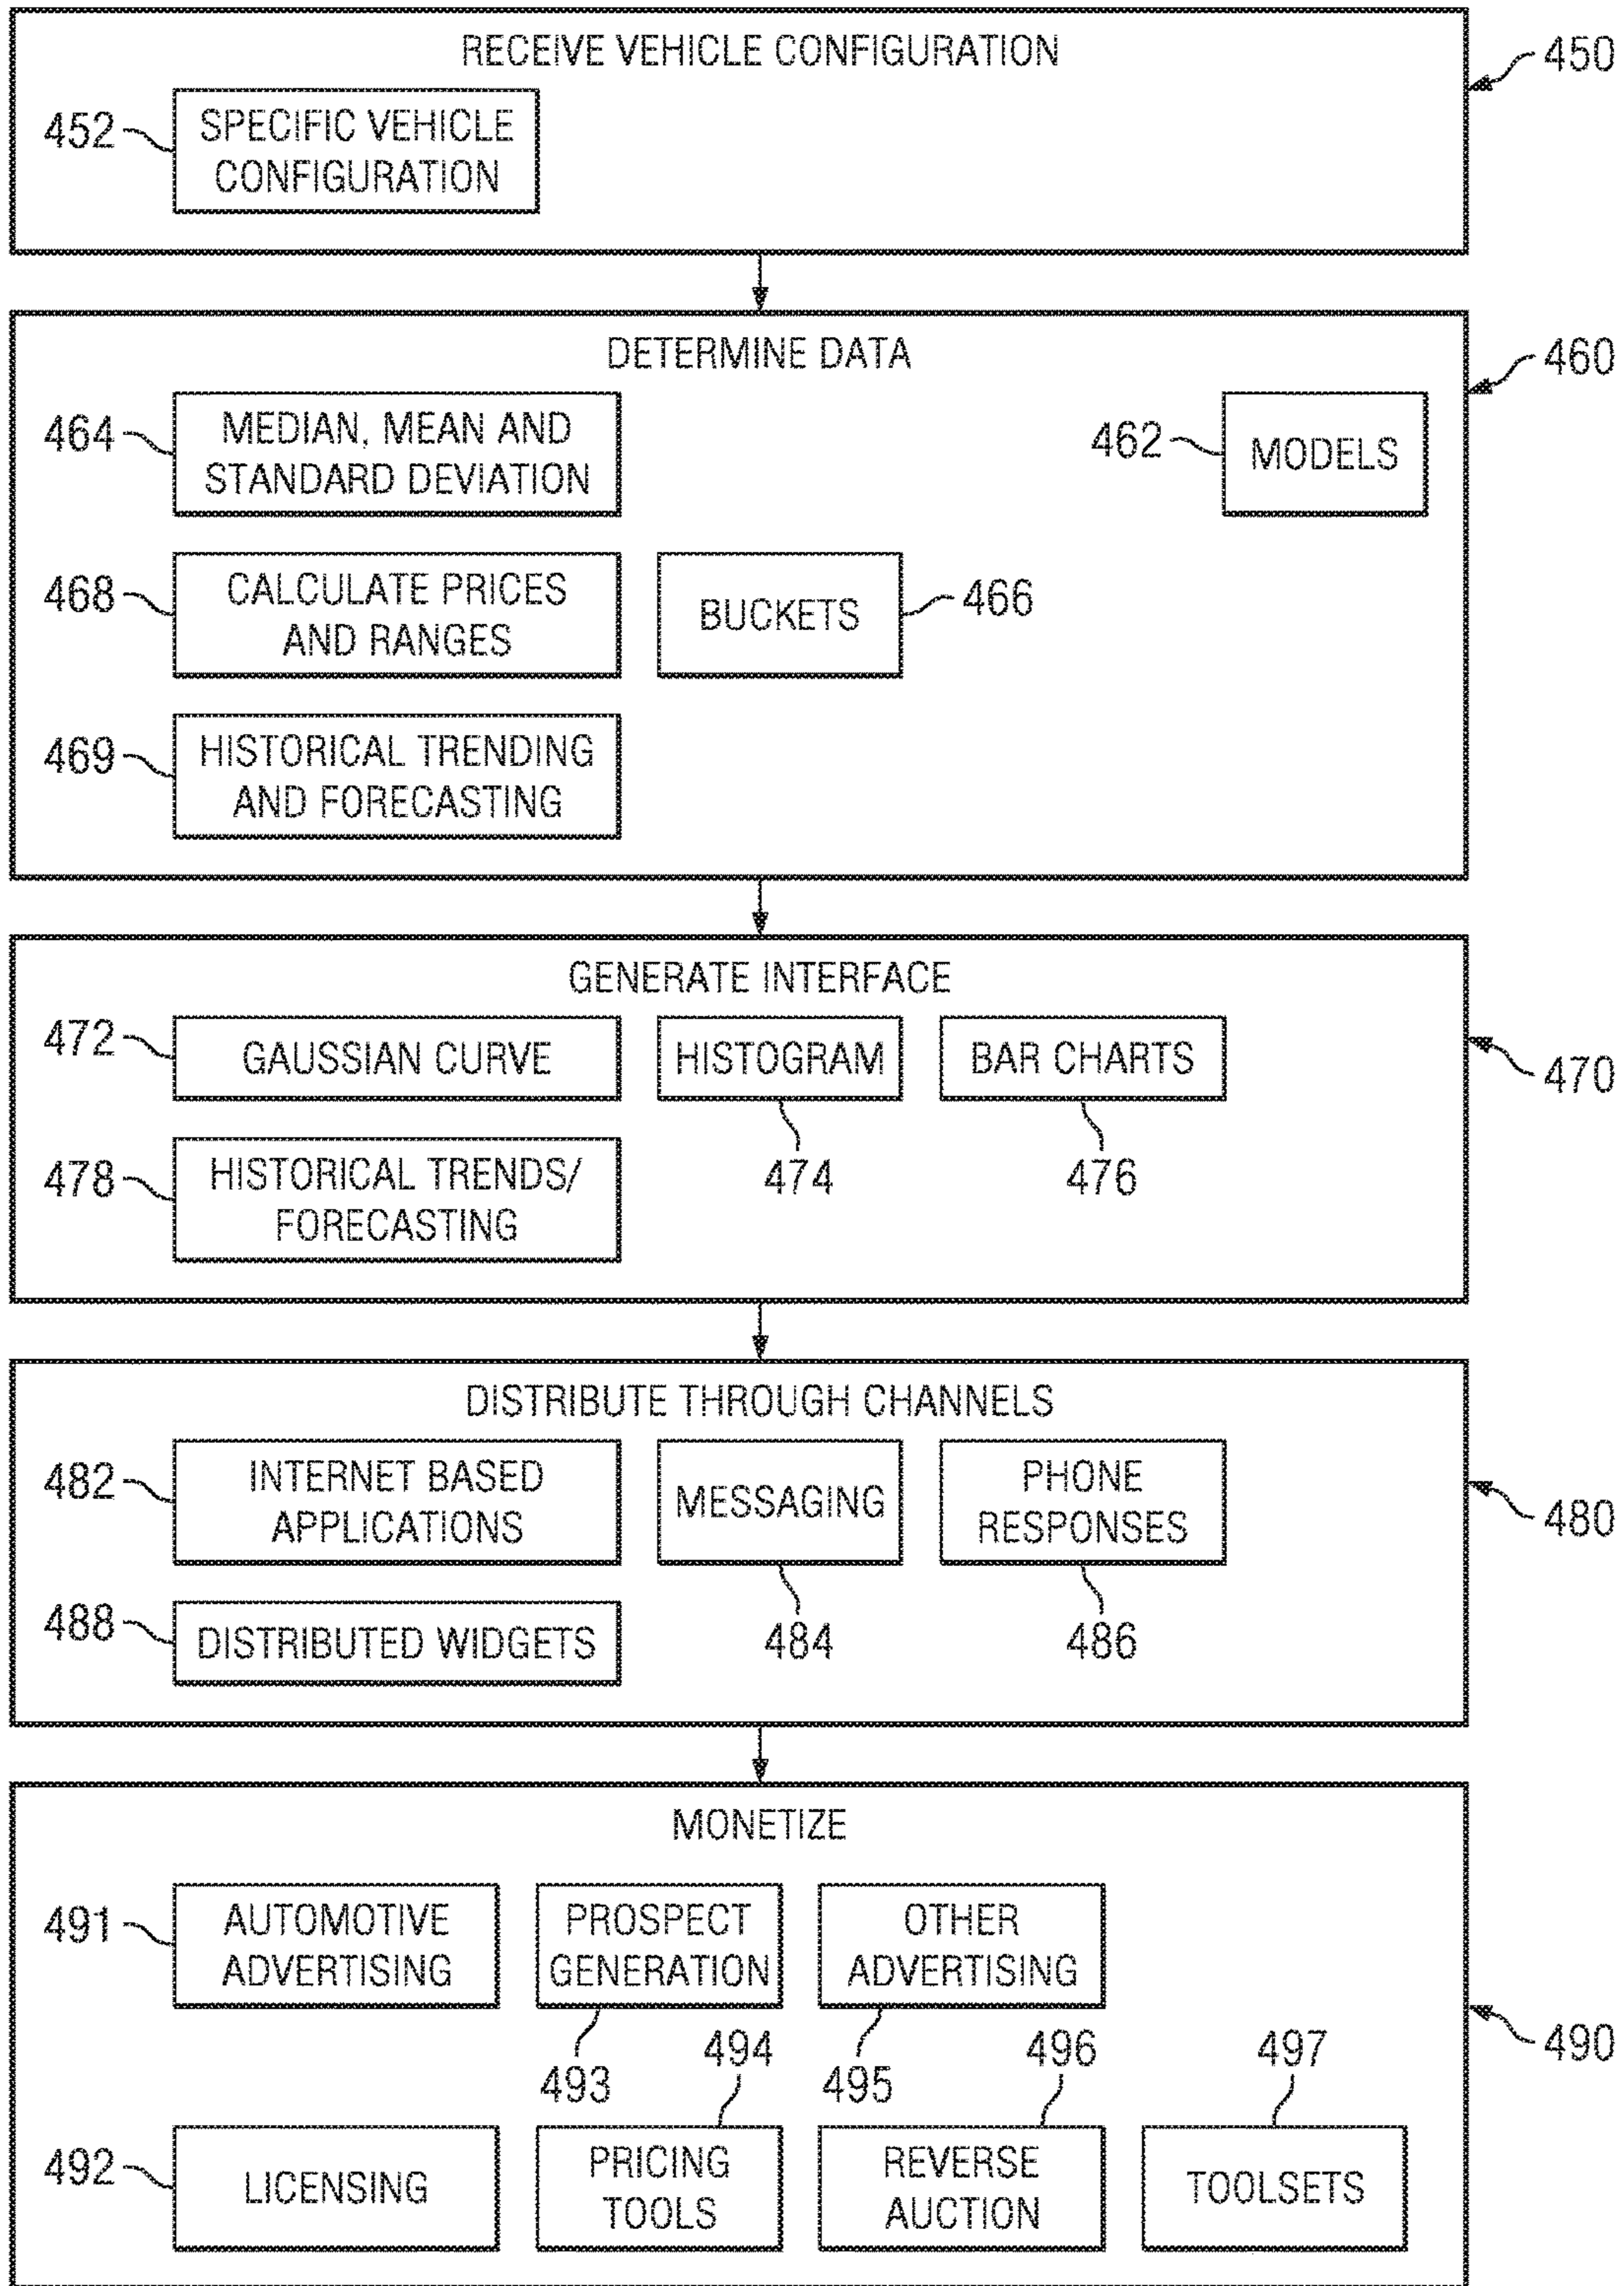 RECEIVE VEHICLE CONFIGURATION
450
452
SPECIFIC VEHICLE
CONFIGURATION
DETERMINE DATA
460
464
MEDIAN, MEAN AND
STANDARD DEVIATION
462
MODELS
468
CALCULATE PRICES
AND RANGES
BUCKETS
466
469
HISTORICAL TRENDING
AND FORECASTING
GENERATE INTERFACE
470
472
GAUSSIAN CURVE
HISTOGRAM
BAR CHARTS
474
476
478
HISTORICAL TRENDS/
FORECASTING
DISTRIBUTE THROUGH CHANNELS
480
482
INTERNET BASED
APPLICATIONS
MESSAGING
PHONE
RESPONSES
484
486
488
DISTRIBUTED WIDGETS
MONETIZE
490
491
AUTOMOTIVE
ADVERTISING
PROSPECT
GENERATION
OTHER
ADVERTISING
493
494
495
496
497
492
LICENSING
PRICING
TOOLS
REVERSE
AUCTION
TOOLSETS